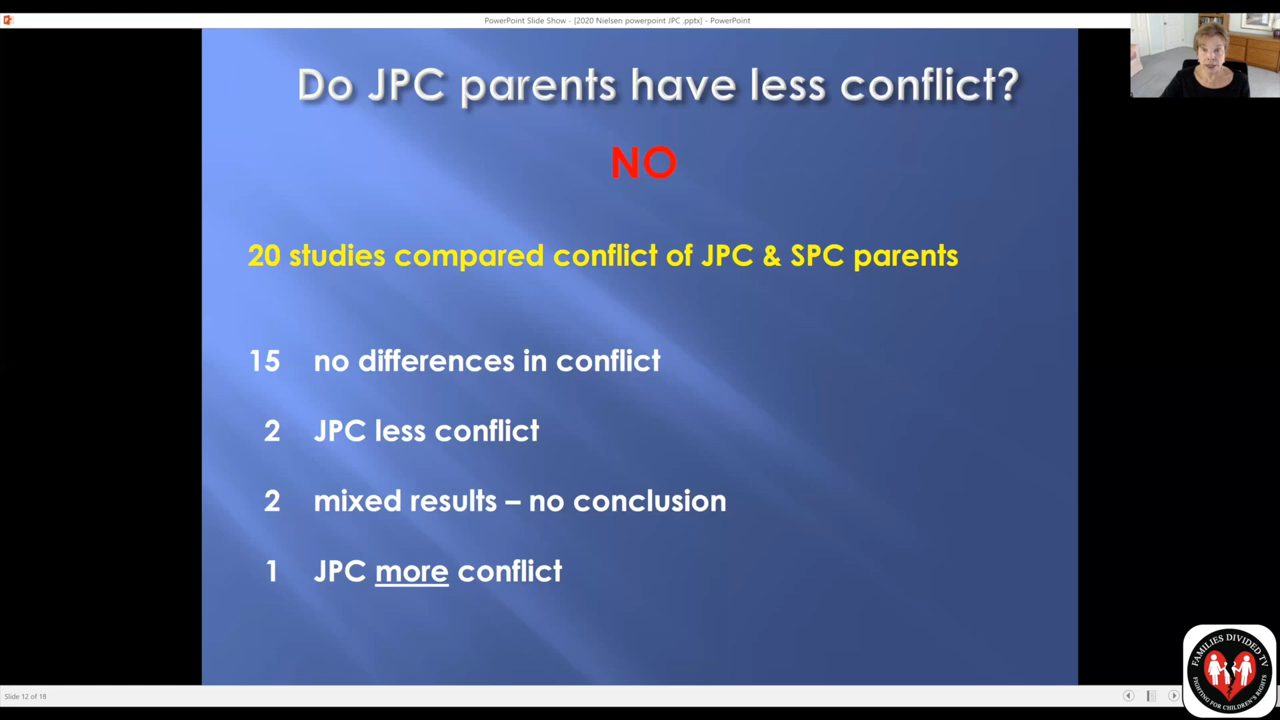 PowerPoint Slide Show - [2020 Nielsen powerpoint JPC .pptx] - PowerPoint
Do JPC parents have less conflict?
NO
20 studies compared conflict of JPC & SPC parents
15 no differences in conflict
2 JPC less conflict
2 mixed results – no conclusion
1 JPC more conflict
Slide 12 of 18
FAMILIES DIVIDED TV
FIGHTING FOR CHILDREN'S RIGHTS